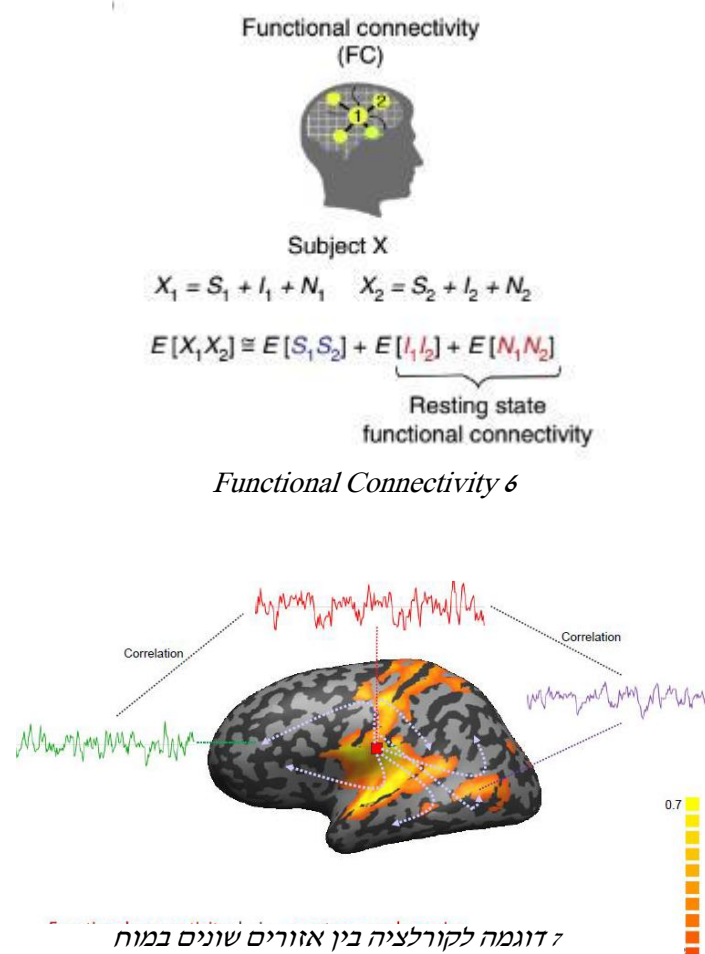 Functional connectivity
(FC)
1 2
Subject X
X₁ = S₁ + I₁ + N₁ X₂ = S₂ + I₂ + N₂
E [X₁X₂] ≅ E [S₁S₂] + E [I₁I₂] + E [N₁N₂]
Resting state
functional connectivity
Functional Connectivity 6
Correlation
Correlation
0.7
7 דוגמה לקורלציה בין אזורים שונים במוח